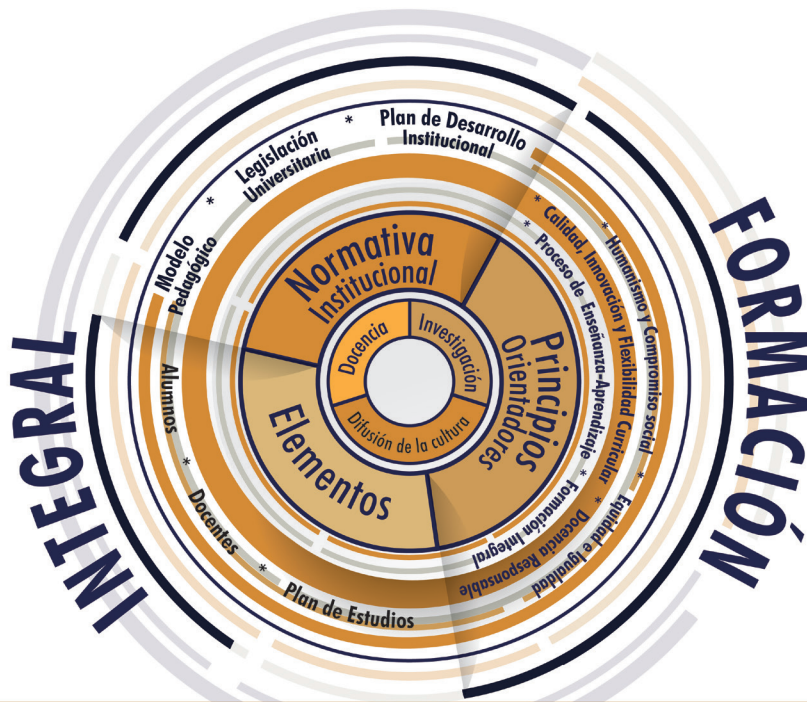 FORMACIÓN
INTEGRAL
Normativa
Institucional
Modelo
Pedagógico
*
Legislación
Universitaria
*
Plan de Desarrollo
Institucional
Principios
Orientadores
* Humanismo y Compromiso social * Equidad e Igualdad
* Calidad, Innovación y Flexibilidad Curricular * Docencia Responsable
* Proceso de Enseñanza-Aprendizaje * Formación Integral
Elementos
Alumnos
*
Docentes
*
Plan de Estudios
Docencia
Investigación
Difusión de la cultura